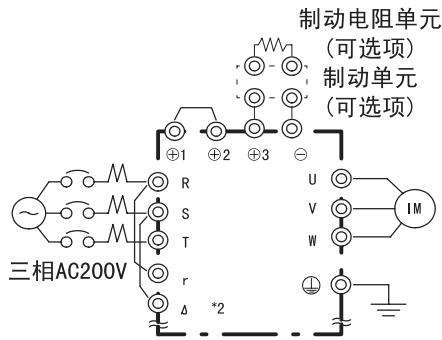 制动电阻单元
(可选项)
制动单元
(可选项)
⊕1 ⊕2 ⊕3 ⊖
R U
S V
T W
IM
三相AC200V
r
Δ *2